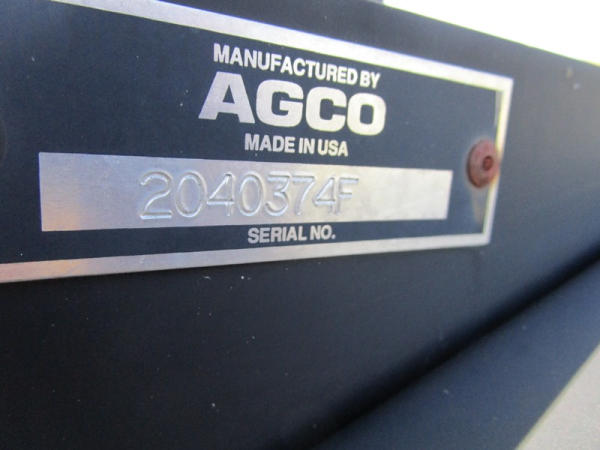 MANUFACTURED BY
AGCO
MADE IN USA
2040374F
SERIAL NO.